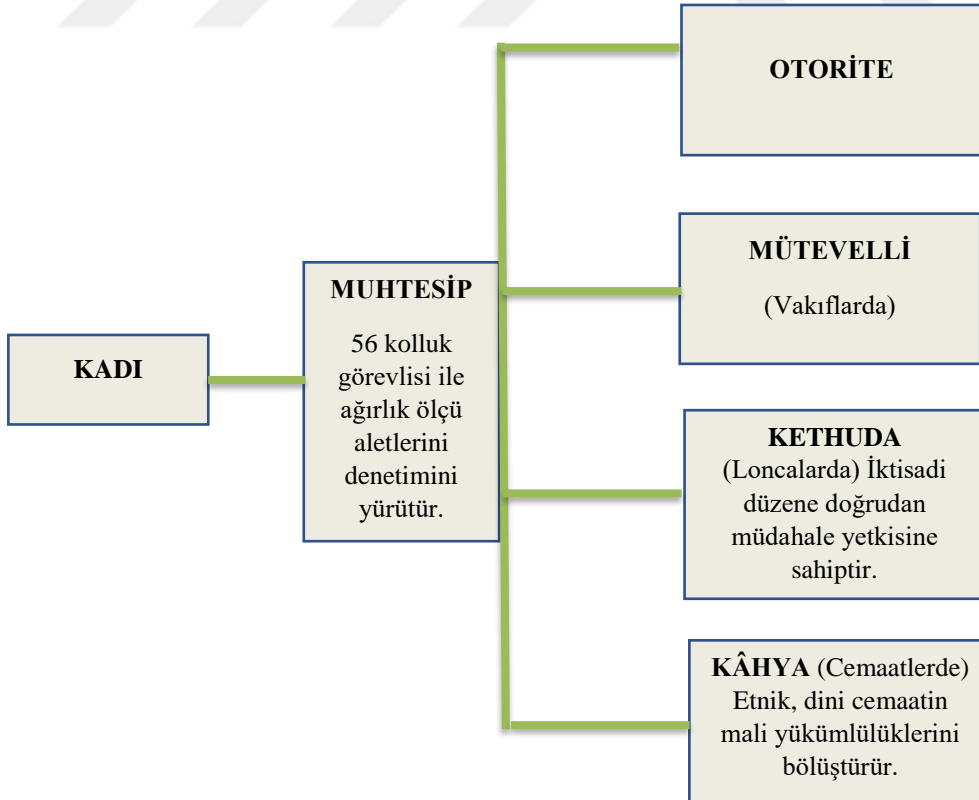 KADI
MUHTESİP
56 kolluk
görevlisi ile
ağırlık ölçü
aletlerini
denetimini
yürütür.
OTORİTE
MÜTEVELLİ
(Vakıflarda)
KETHUDA
(Loncalarda) İktisadi
düzene doğrudan
müdahale yetkisine
sahiptir.
KÂHYA (Cemaatlerde)
Etnik, dini cemaatin
mali yükümlülüklerini
bölüştürür.